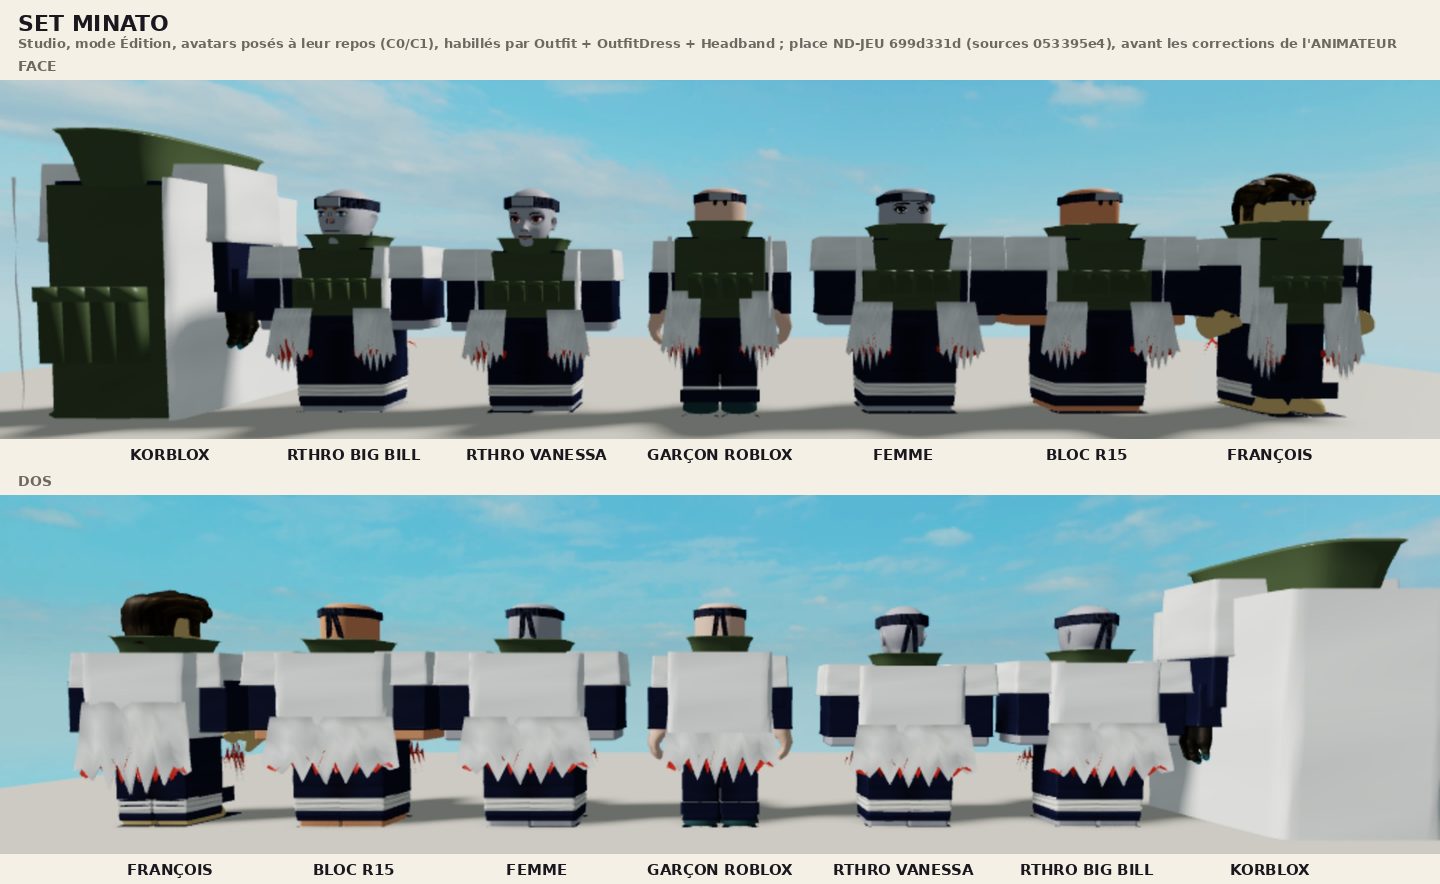 SET MINATO
Studio, mode Édition, avatars posés à leur repos (C0/C1), habillés par Outfit + OutfitDress + Headband ; place ND-JEU 699d331d (sources 053395e4), avant les corrections de l'ANIMATEUR
FACE
KORBLOX RTHRO BIG BILL RTHRO VANESSA GARÇON ROBLOX FEMME BLOC R15 FRANÇOIS
DOS
FRANÇOIS BLOC R15 FEMME GARÇON ROBLOX RTHRO VANESSA RTHRO BIG BILL KORBLOX